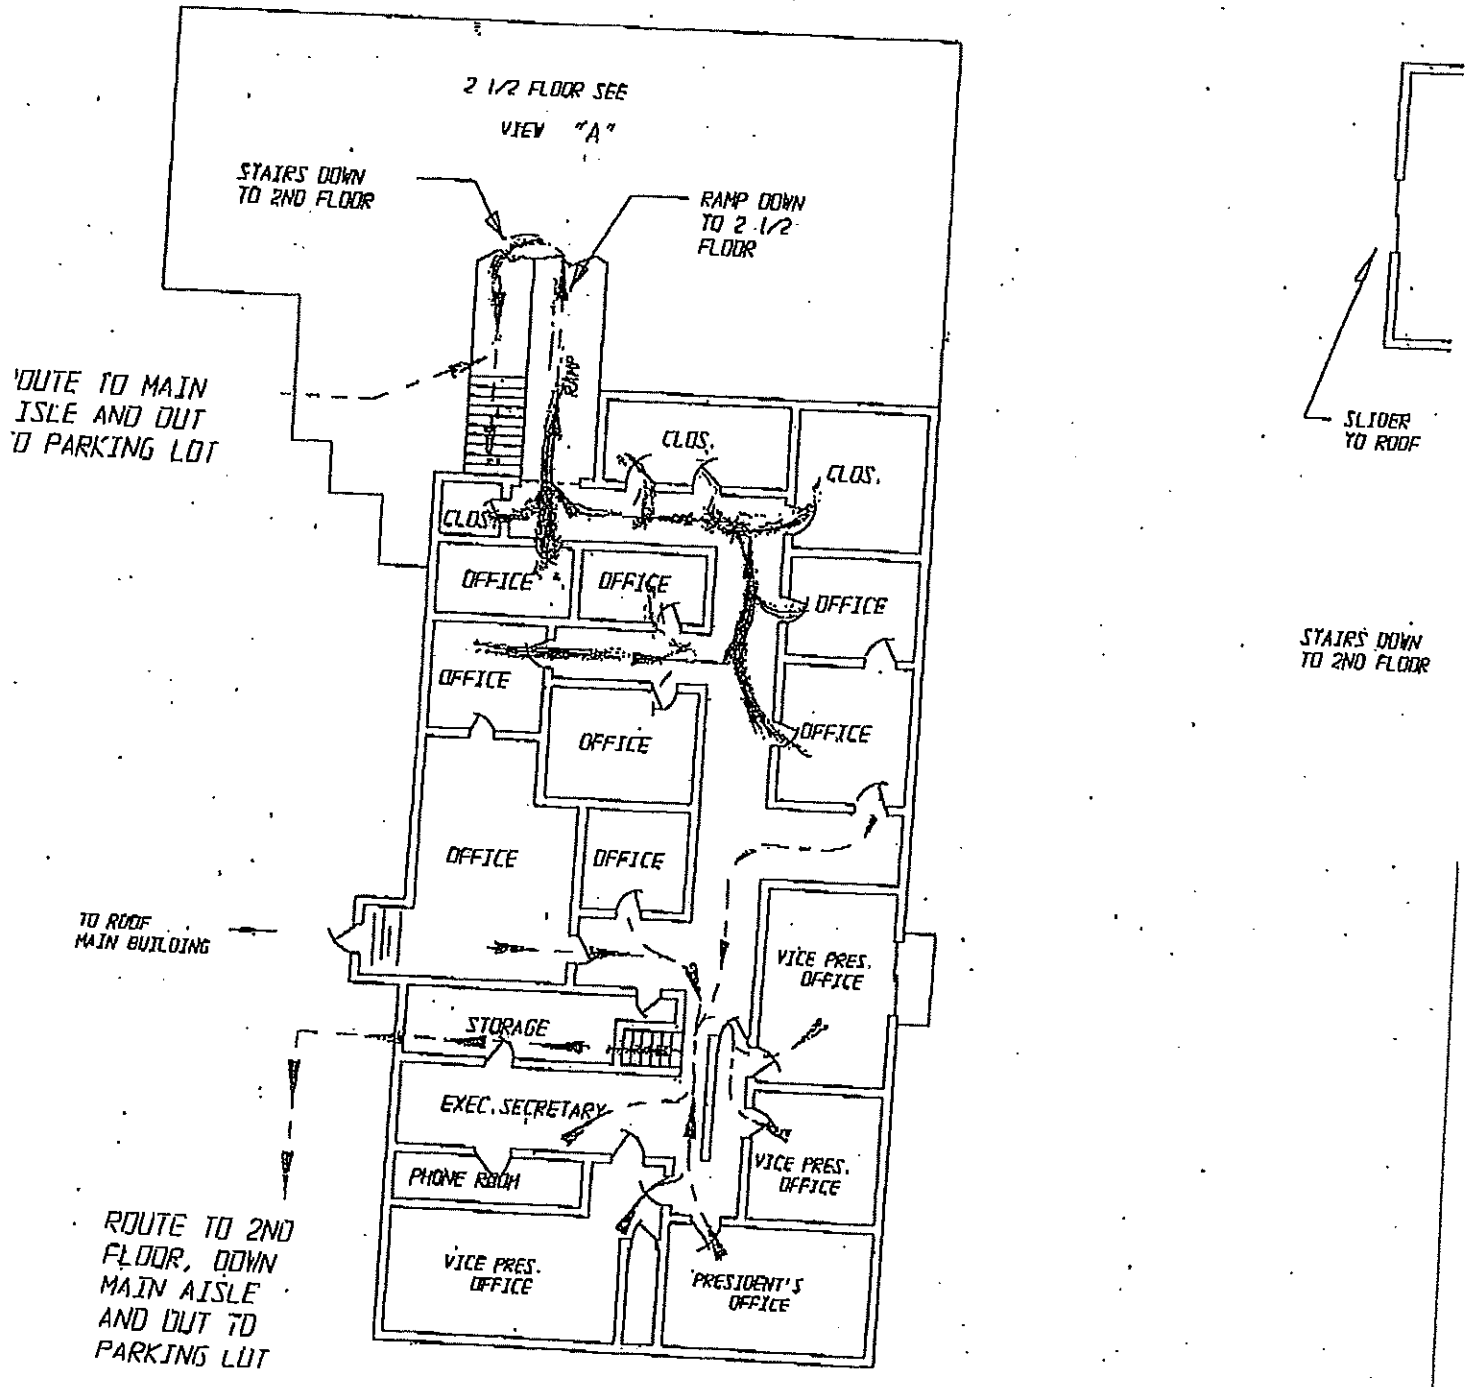 2 1/2 FLOOR SEE
VIEW "A"
STAIRS DOWN
TO 2ND FLOOR
RAMP DOWN
TO 2 1/2
FLOOR
RAMP
OUTE TO MAIN
ISLE AND OUT
O PARKING LOT
SLIDER
TO ROOF
CLOS.
CLOS.
CLOS.
OFFICE
OFFICE
OFFICE
STAIRS DOWN
TO 2ND FLOOR
OFFICE
OFFICE
OFFICE
OFFICE
OFFICE
TO ROOF
MAIN BUILDING
VICE PRES.
OFFICE
STORAGE
EXEC. SECRETARY
VICE PRES.
OFFICE
PHONE ROOM
ROUTE TO 2ND
FLOOR, DOWN
MAIN AISLE
AND OUT TO
PARKING LOT
VICE PRES.
OFFICE
PRESIDENT'S
OFFICE